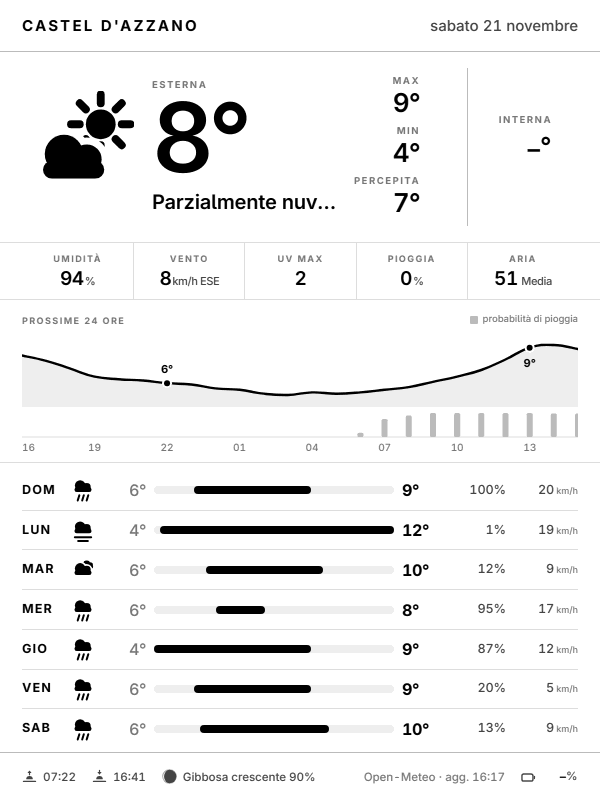 CASTEL D'AZZANO sabato 21 novembre
ESTERNA
8°
Parzialmente nuv...
MAX
9°
MIN
4°
PERCEPITA
7°
INTERNA
–°
UMIDITÀ VENTO UV MAX PIOGGIA ARIA
94% 8km/h ESE 2 0% 51 Media
PROSSIME 24 ORE probabilità di pioggia
6° 9°
16 19 22 01 04 07 10 13
DOM 6° 9° 100% 20 km/h
LUN 4° 12° 1% 19 km/h
MAR 6° 10° 12% 9 km/h
MER 6° 8° 95% 17 km/h
GIO 4° 9° 87% 12 km/h
VEN 6° 9° 20% 5 km/h
SAB 6° 10° 13% 9 km/h
07:22 16:41 Gibbosa crescente 90% Open-Meteo · agg. 16:17 –%